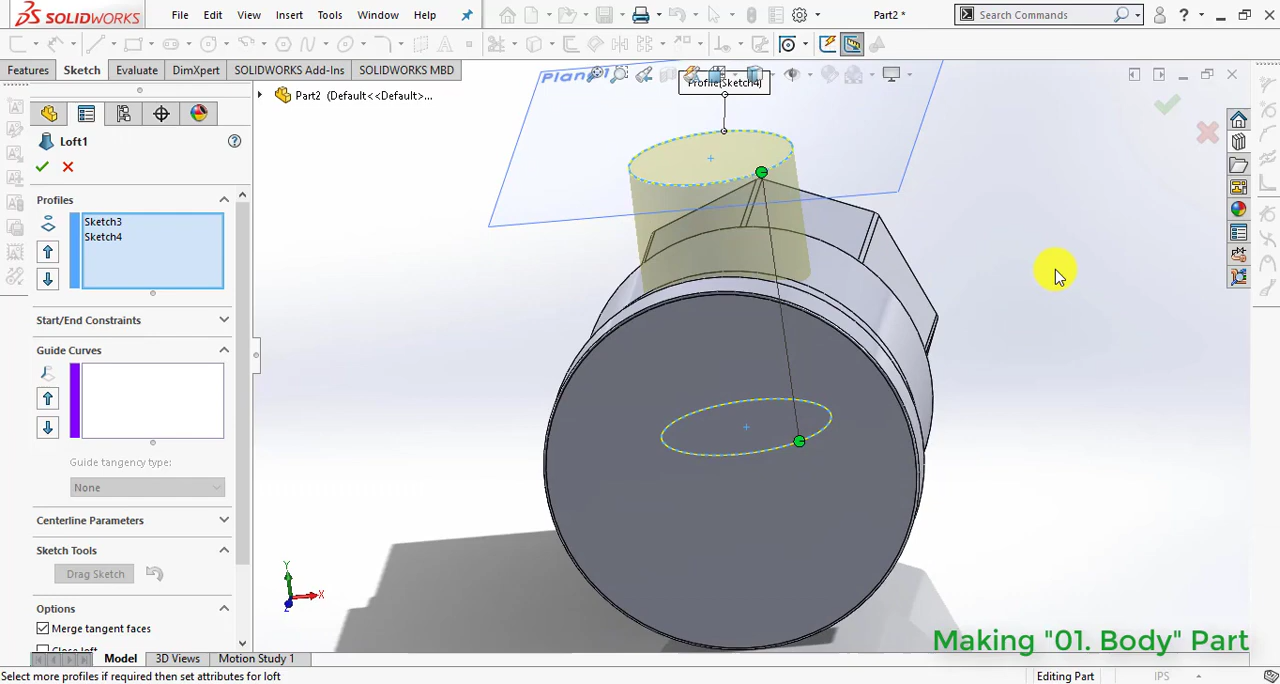 SOLIDWORKS
File
Edit
View
Insert
Tools
Window
Help
Part2 *
Search Commands
Features
Sketch
Evaluate
DimXpert
SOLIDWORKS Add-Ins
SOLIDWORKS MBD
Part2 (Default<<Default>...
Profile(Sketch4)
Loft1
Profiles
Sketch3
Sketch4
Start/End Constraints
Guide Curves
Guide tangency type:
None
Centerline Parameters
Sketch Tools
Drag Sketch
Options
Merge tangent faces
Close loft
Y
X
Z
Model
3D Views
Motion Study 1
Making "01. Body" Part
Select more profiles if required then set attributes for loft
Editing Part
IPS